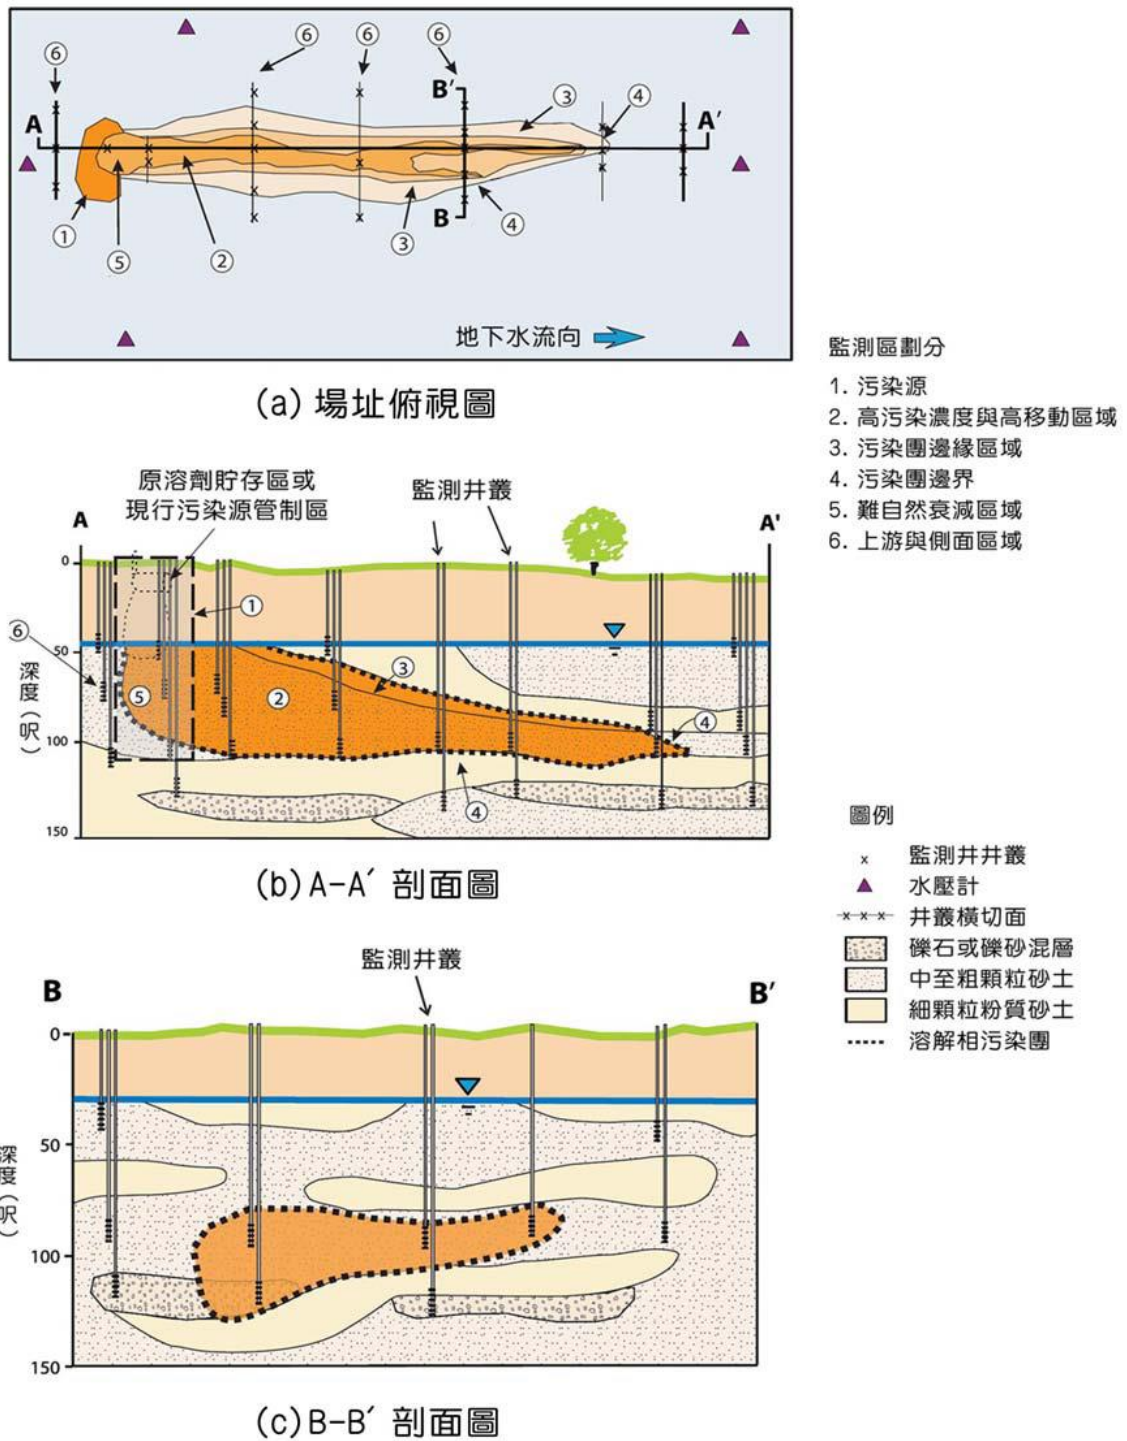 ⑥
⑥
⑥
⑥
B′
③
④
A
A′
①
⑤
②
③
B
④
地下水流向
(a) 場址俯視圖
監測區劃分
1. 污染源
2. 高污染濃度與高移動區域
3. 污染團邊緣區域
4. 污染團邊界
5. 難自然衰減區域
6. 上游與側面區域
原溶劑貯存區或
現行污染源管制區
監測井叢
A
A'
0
①
⑥
50
③
深度（呎）
⑤
②
④
100
④
150
(b) A-A′ 剖面圖
圖例
x 監測井井叢
水壓計
x x x 井叢橫切面
礫石或礫砂混層
中至粗顆粒砂土
細顆粒粉質砂土
溶解相污染團
監測井叢
B
B′
0
50
深度（呎）
100
150
(c) B-B′ 剖面圖